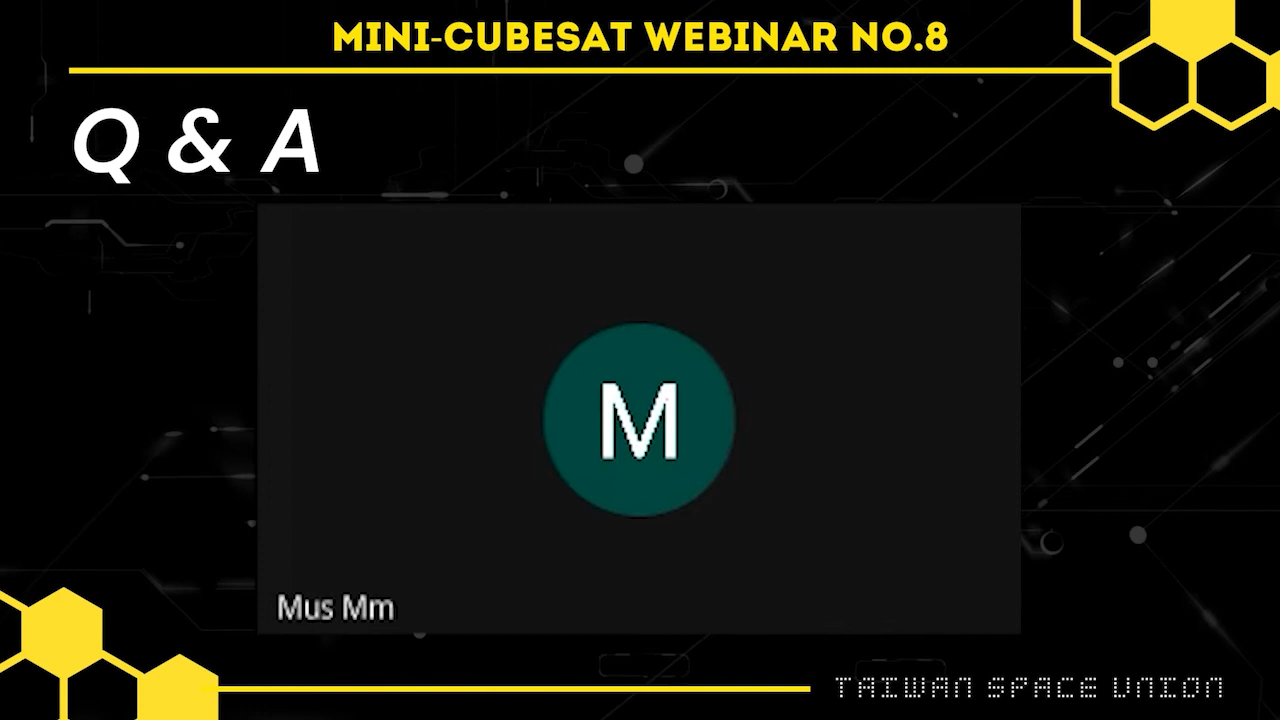 MINI-CUBESAT WEBINAR NO.8
Q & A
M
Mus Mm
TAIWAN SPACE UNION